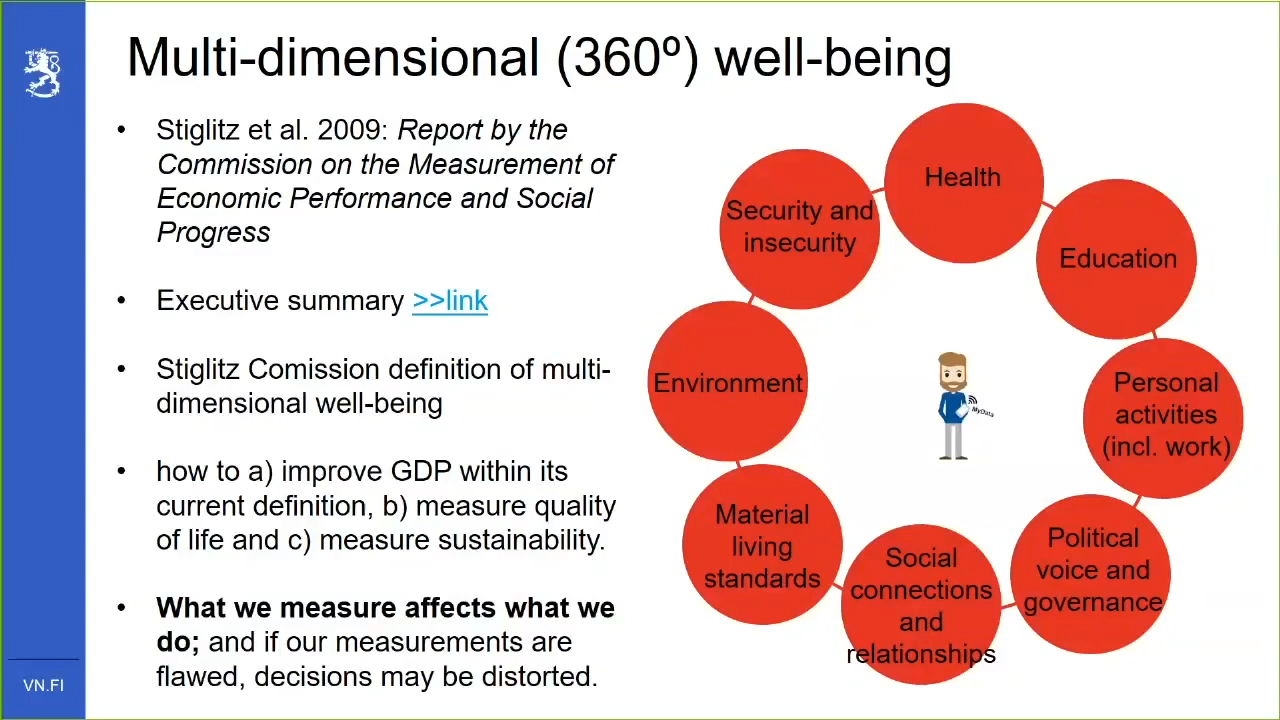 Multi-dimensional (360º) well-being
• Stiglitz et al. 2009: Report by the
Commission on the Measurement of
Economic Performance and Social
Progress
• Executive summary >>link
• Stiglitz Comission definition of multi-
dimensional well-being
• how to a) improve GDP within its
current definition, b) measure quality
of life and c) measure sustainability.
• What we measure affects what we
do; and if our measurements are
flawed, decisions may be distorted.
Health
Education
Personal
activities
(incl. work)
Political
voice and
governance
Social
connections
and
relationships
Material
living
standards
Environment
Security and
insecurity
MyData
VN.FI